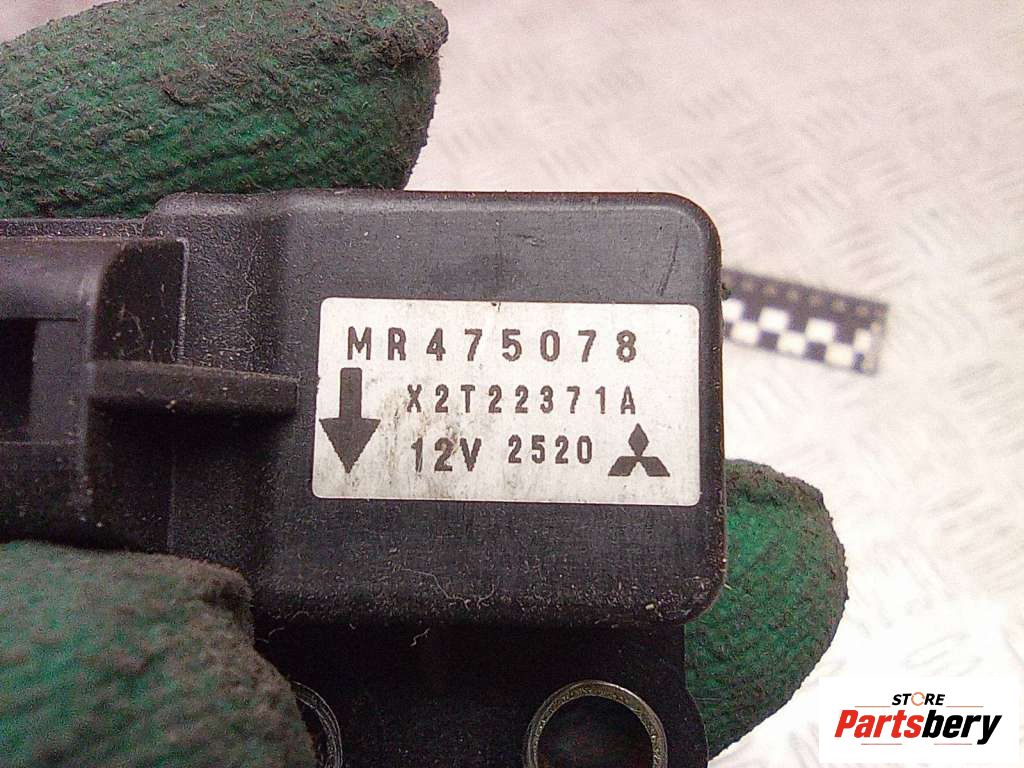 MR475078
X2T22371A
12V 2520
STORE
Partsbery